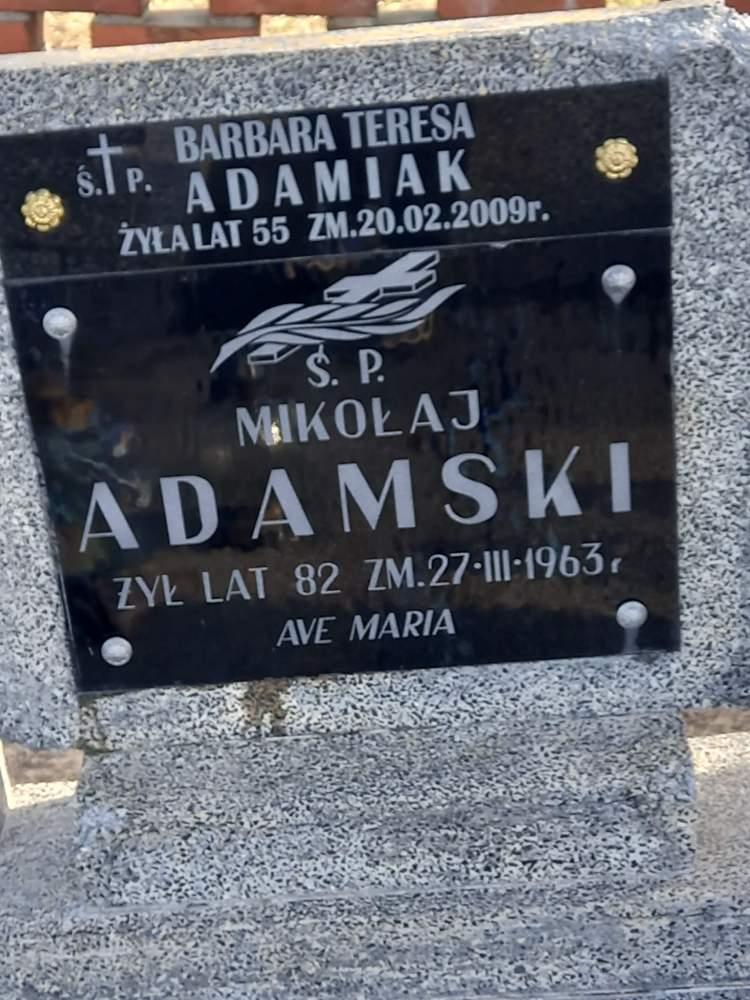 BARBARA TERESA
Ś. P. ADAMIAK
ŻYŁA LAT 55 ZM.20.02.2009r.
Ś. P.
MIKOŁAJ
ADAMSKI
ŻYŁ LAT 82 ZM.27·III·1963r
AVE MARIA